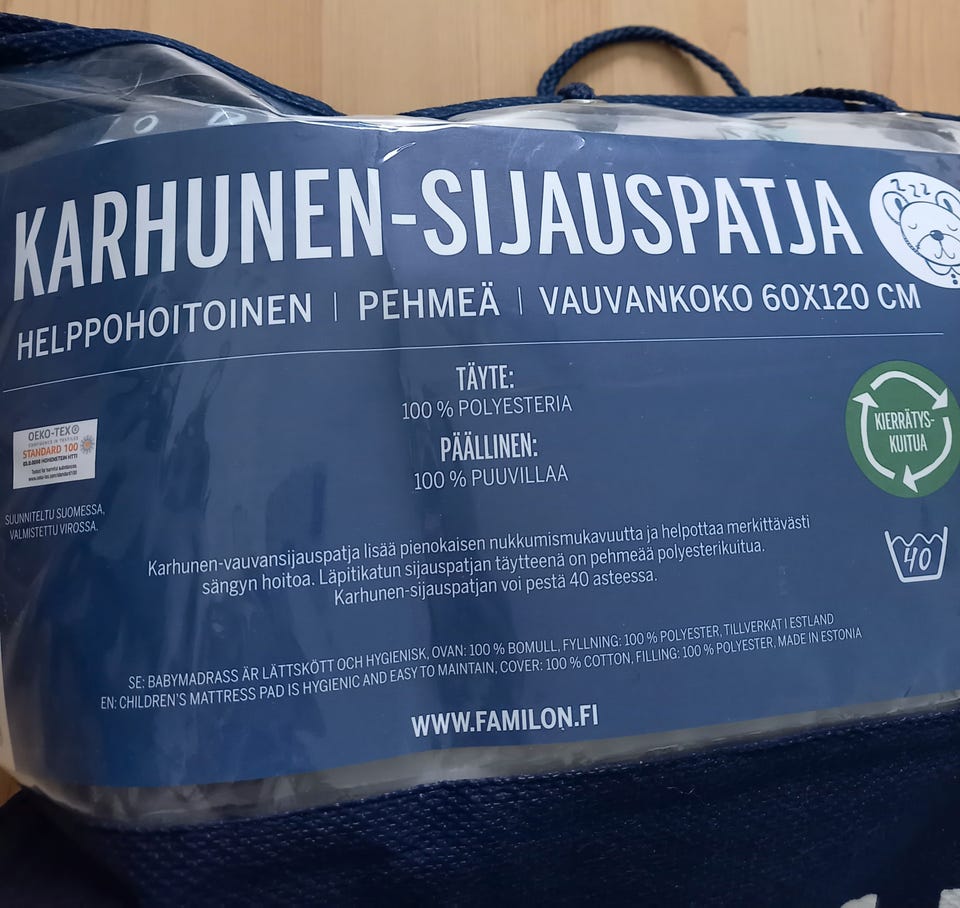 KARHUNEN-SIJAUSPATJA
HELPPOHOITOINEN | PEHMEÄ | VAUVANKOKO 60X120 CM
TÄYTE:
100 % POLYESTERIA
PÄÄLLINEN:
100 % PUUVILLAA
OEKO-TEX®
CONFIDENCE IN TEXTILES
STANDARD 100
SUUNNITELTU SUOMESSA,
VALMISTETTU VIROSSA.
KIERRÄTYS-
KUITUA
40
Karhunen-vauvansijauspatja lisää pienokaisen nukkumismukavuutta ja helpottaa merkittävästi
sängyn hoitoa. Läpitikatun sijauspatjan täytteenä on pehmeää polyesterikuitua.
Karhunen-sijauspatjan voi pestä 40 asteessa.
SE: BABYMADRASS ÄR LÄTTSKÖTT OCH HYGIENISK, OVAN: 100 % BOMULL, FYLLNING: 100 % POLYESTER, TILLVERKAT I ESTLAND
EN: CHILDREN'S MATTRESS PAD IS HYGIENIC AND EASY TO MAINTAIN, COVER: 100 % COTTON, FILLING: 100 % POLYESTER, MADE IN ESTONIA
WWW.FAMILON.FI